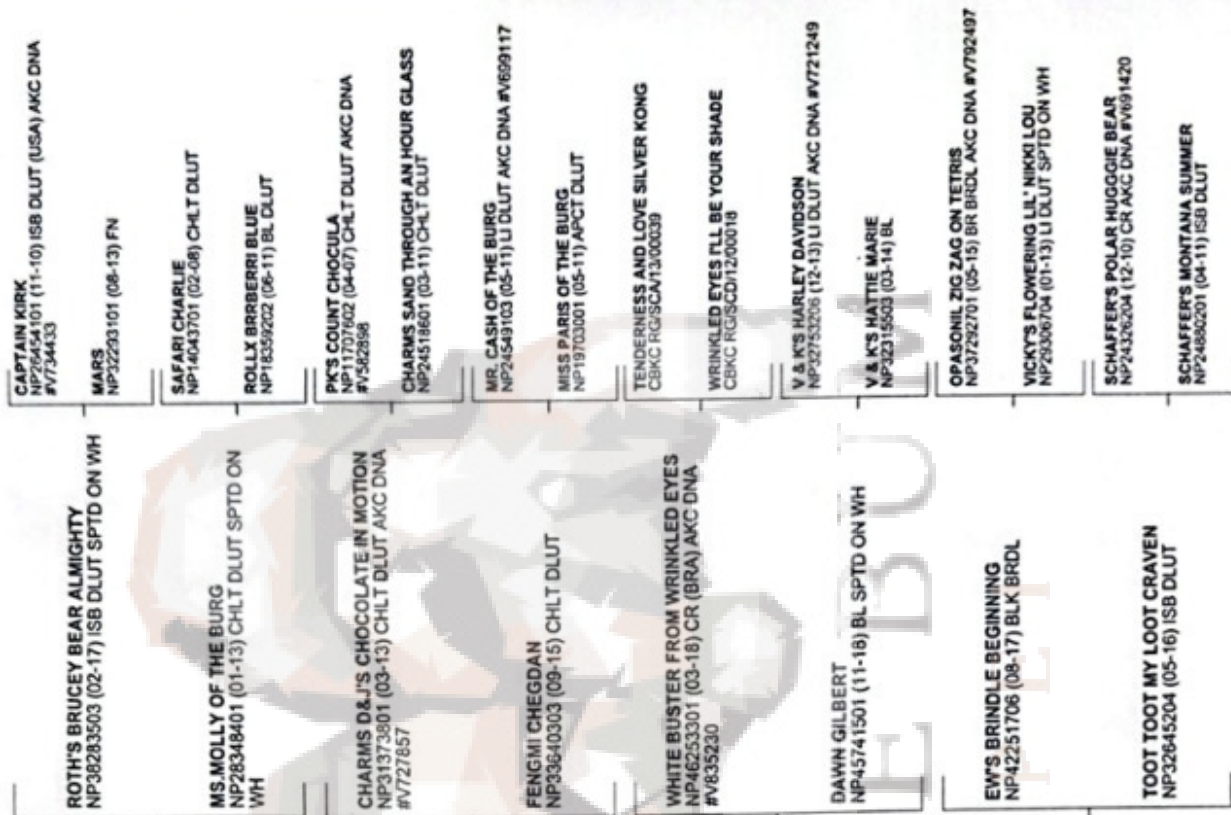 ROTH'S BRUCEY BEAR ALMIGHTY
NP38283503 (02-17) ISB DLUT SPTD ON WH
MS.MOLLY OF THE BURG
NP28348401 (01-13) CHLT DLUT SPTD ON
WH
CHARMS D&J'S CHOCOLATE IN MOTION
NP31373801 (03-13) CHLT DLUT AKC DNA
#V727857
FENGMI CHEGDAN
NP33640303 (09-15) CHLT DLUT
WHITE BUSTER FROM WRINKLED EYES
NP46253301 (03-18) CR (BRA) AKC DNA
#V835230
DAWN GILBERT
NP45741501 (11-18) BL SPTD ON WH
EW'S BRINDLE BEGINNING
NP42251706 (08-17) BLK BRDL
TOOT TOOT MY LOOT CRAVEN
NP32645204 (05-16) ISB DLUT
CAPTAIN KIRK
NP26454101 (11-10) ISB DLUT (USA) AKC DNA
#V734433
MARS
NP32293101 (08-13) FN
SAFARI CHARLIE
NP14043701 (02-08) CHLT DLUT
ROLLX BRRBERRI BLUE
NP18359202 (06-11) BL DLUT
PK'S COUNT CHOCULA
NP11707602 (04-07) CHLT DLUT AKC DNA
#V582898
CHARM'S SAND THROUGH AN HOUR GLASS
NP24518601 (03-11) CHLT DLUT
MR. CASH OF THE BURG
NP24549103 (05-11) LI DLUT AKC DNA #V699117
MISS PARIS OF THE BURG
NP19703001 (05-11) APCT DLUT
TENDERNESS AND LOVE SILVER KONG
CBKC RG/SCA/13/00039
WRINKLED EYES I'LL BE YOUR SHADE
CBKC RG/SCD/12/00018
V & K'S HARLEY DAVIDSON
NP32753206 (12-13) LI DLUT AKC DNA #V721249
V & K'S HATTIE MARIE
NP32315503 (03-14) BL
OPASONIL ZIG ZAG ON TETRIS
NP37292701 (05-15) BR BRDL AKC DNA #V792497
VICKY'S FLOWERING LIL' NIKKI LOU
NP29306704 (01-13) LI DLUT SPTD ON WH
SCHAFFER'S POLAR HUGGGIE BEAR
NP24326204 (12-10) CR AKC DNA #V691420
SCHAFFER'S MONTANA SUMMER
NP24880201 (04-11) ISB DLUT
E BUM
PET